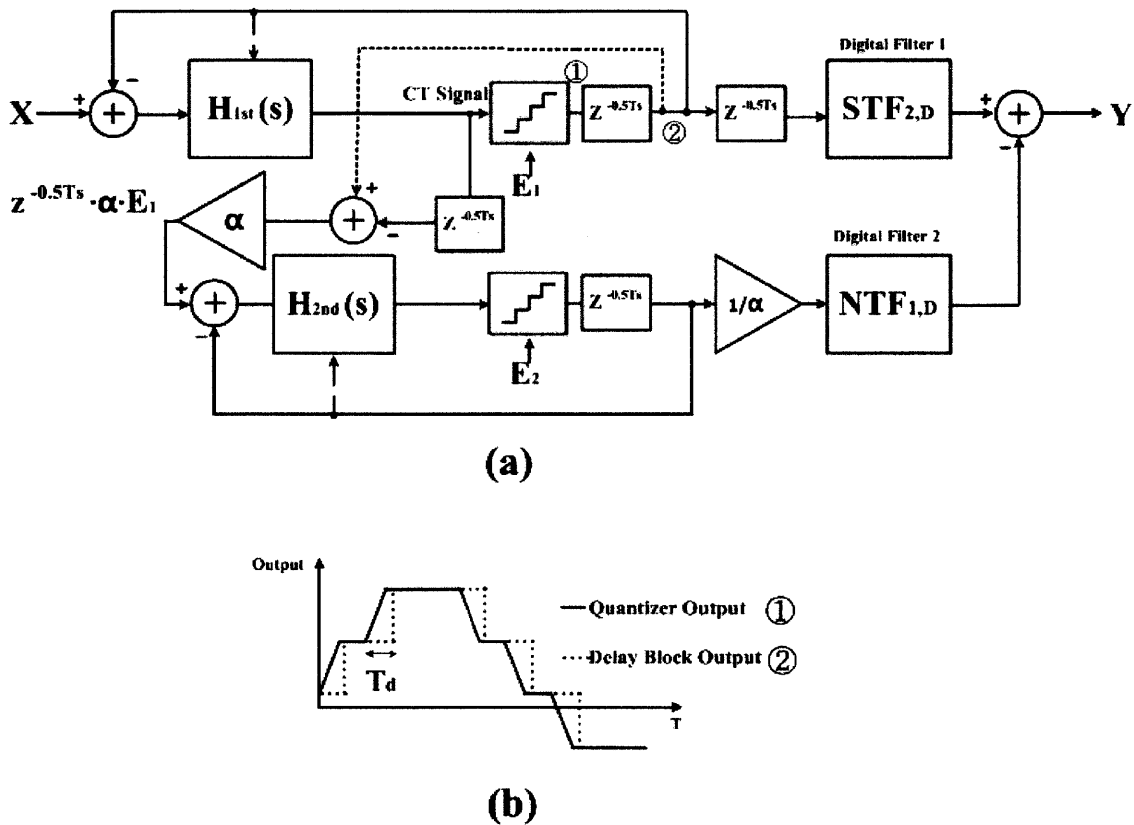 Digital Filter 1
X + − H1st(s) CT Signal ① Z-0.5Ts ② Z-0.5Ts STF2,D + Y
−
E1
z-0.5Ts·α·E1 α + − Z-0.5Ts
Digital Filter 2
+ − H2nd(s) Z-0.5Ts 1/α NTF1,D
E2
(a)
Output
Quantizer Output ①
Delay Block Output ②
Td
T
(b)